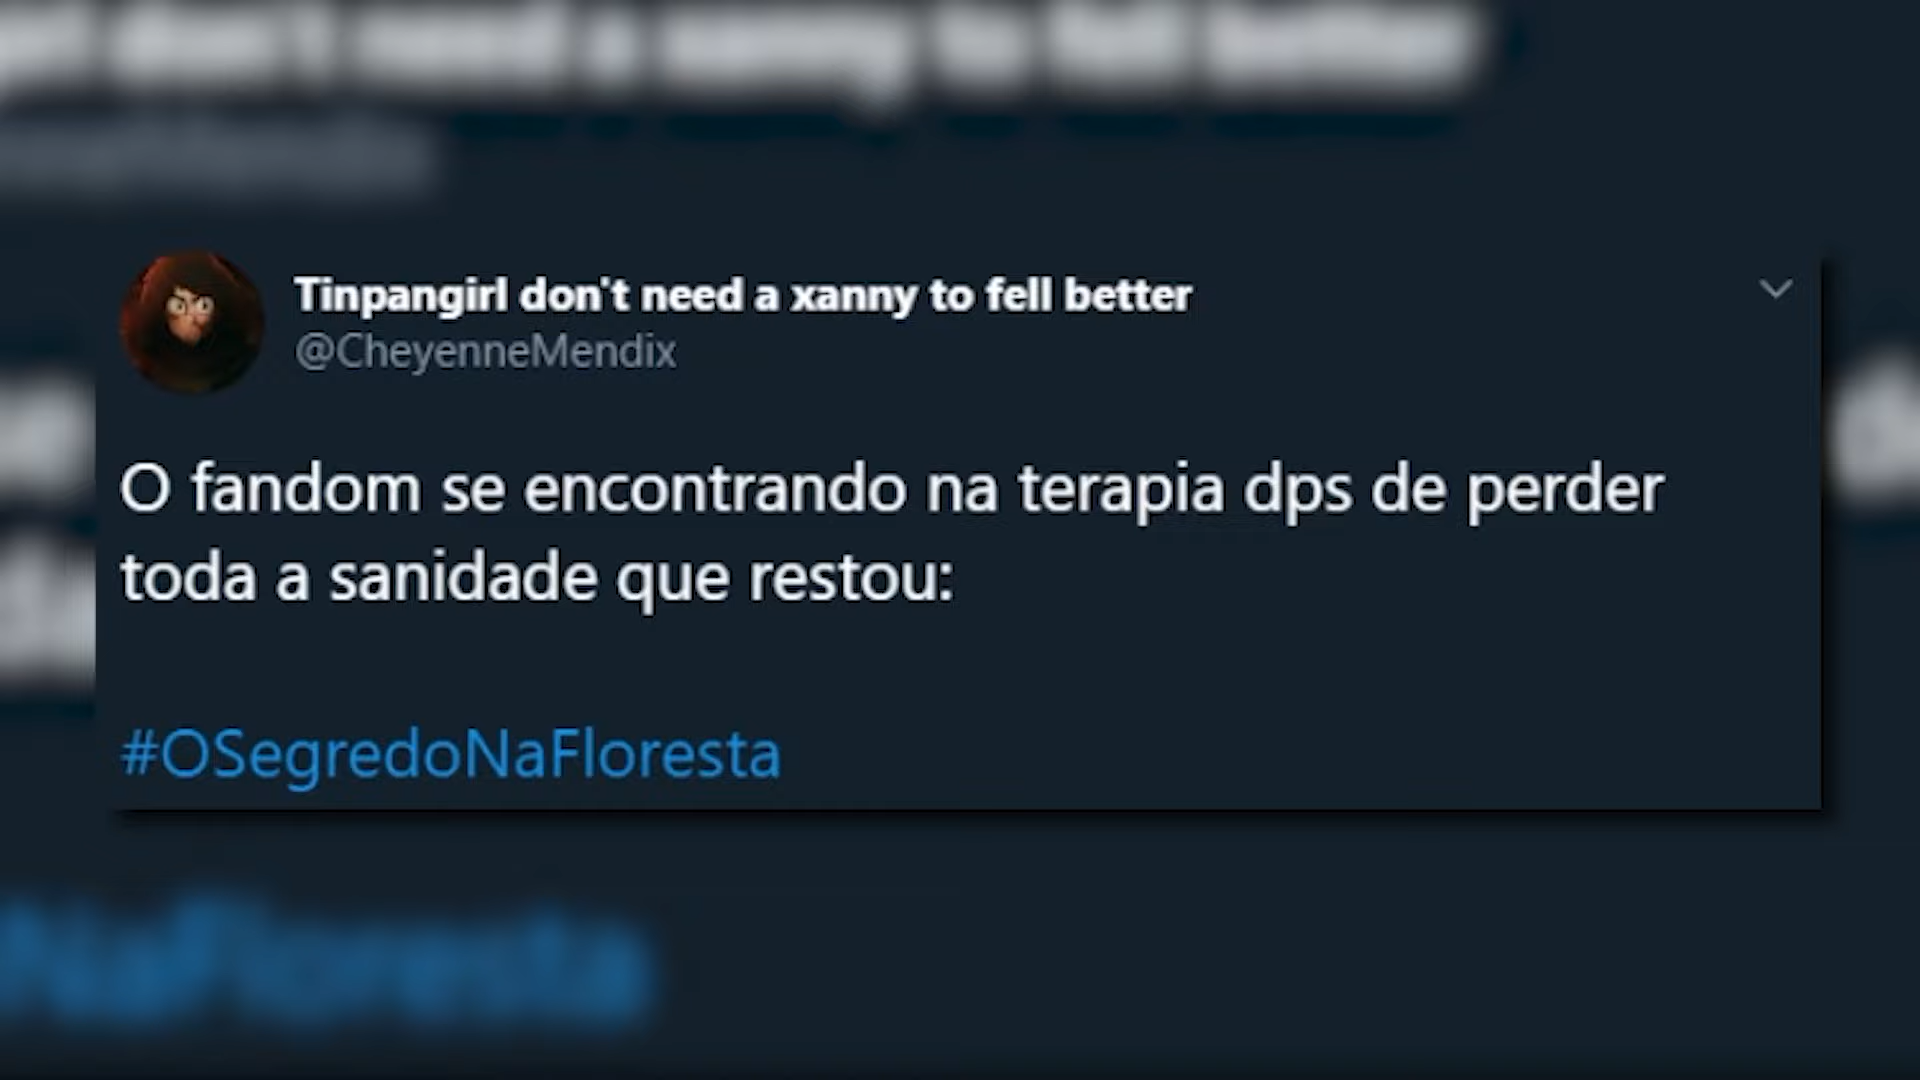 Tinpangirl don't need a xanny to fell better
@CheyenneMendix
O fandom se encontrando na terapia dps de perder
toda a sanidade que restou:
#OSegredoNaFloresta